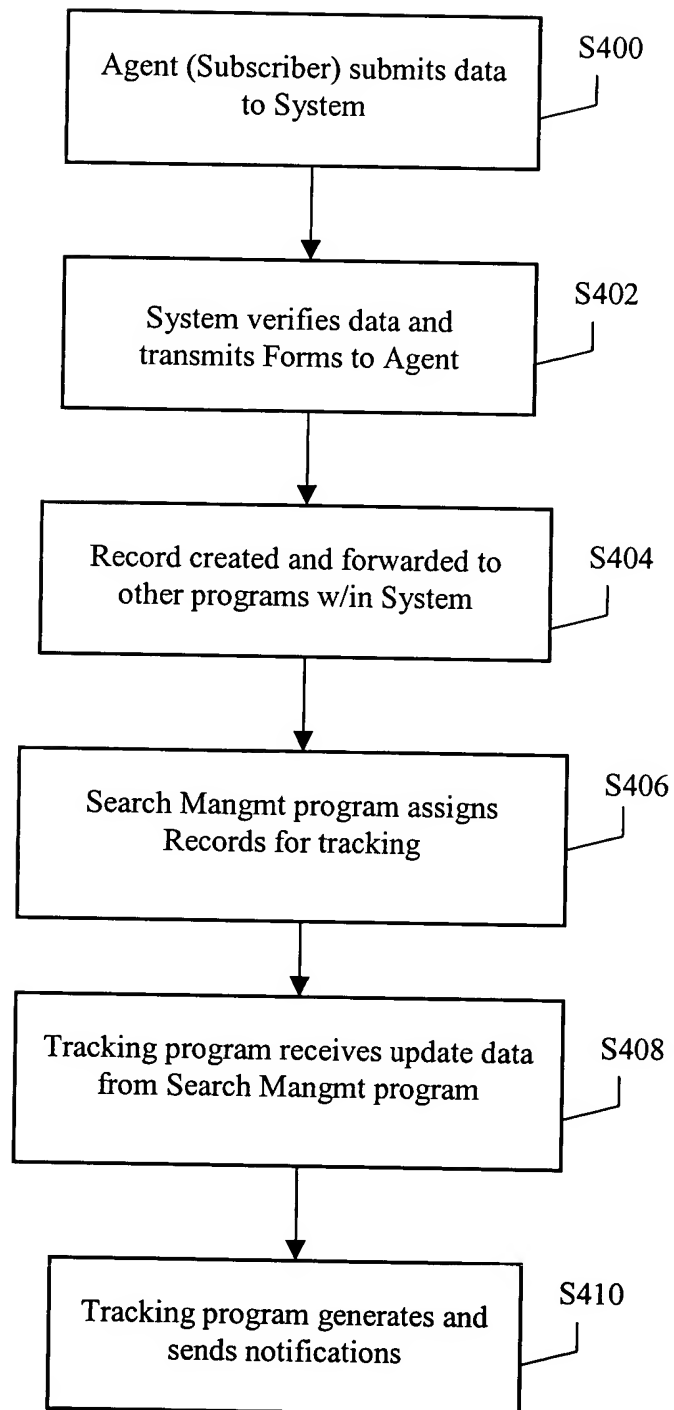 Agent (Subscriber) submits data
to System
S400
System verifies data and
transmits Forms to Agent
S402
Record created and forwarded to
other programs w/in System
S404
Search Mangmt program assigns
Records for tracking
S406
Tracking program receives update data
from Search Mangmt program
S408
Tracking program generates and
sends notifications
S410